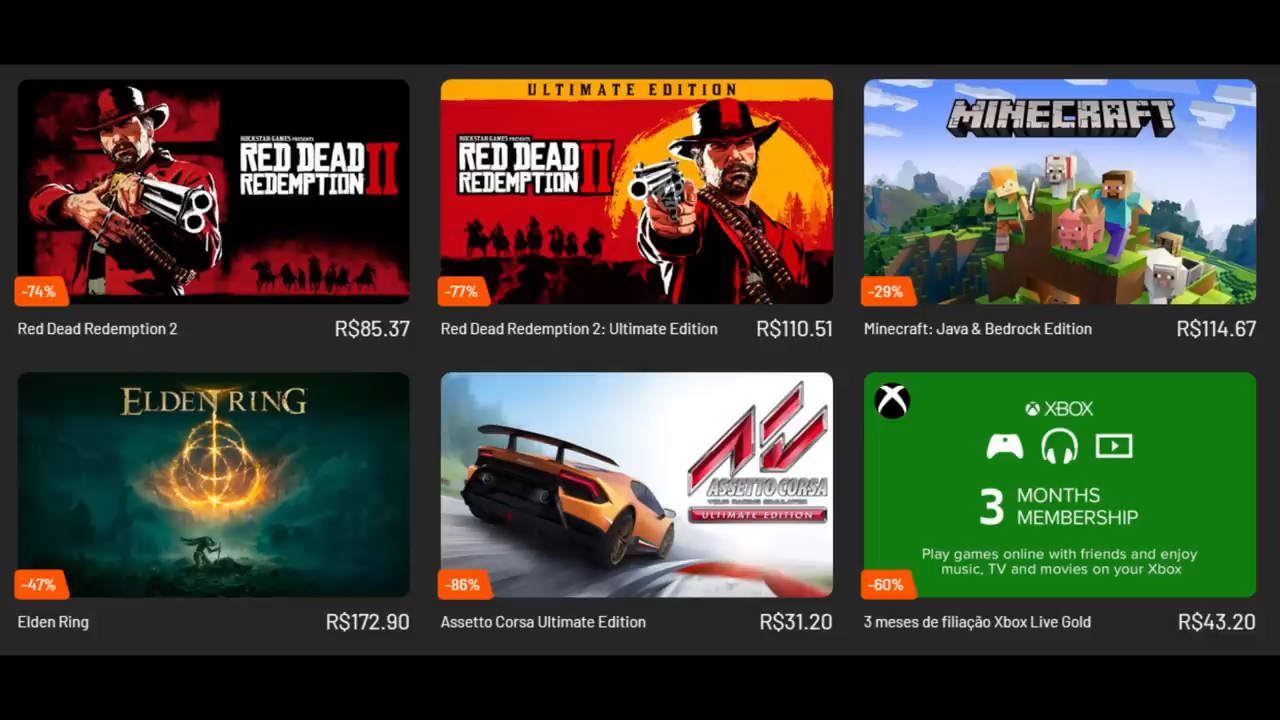 ROCKSTAR GAMES PRESENTS
RED DEAD
REDEMPTION II
-74%
Red Dead Redemption 2 R$85.37
ULTIMATE EDITION
ROCKSTAR GAMES PRESENTS
RED DEAD
REDEMPTION II
-77%
Red Dead Redemption 2: Ultimate Edition R$110.51
MINECRAFT
-29%
Minecraft: Java & Bedrock Edition R$114.67
ELDEN RING
-47%
Elden Ring R$172.90
ASSETTO CORSA
YOUR RACING SIMULATOR
ULTIMATE EDITION
-86%
Assetto Corsa Ultimate Edition R$31.20
XBOX
3 MONTHS
MEMBERSHIP
Play games online with friends and enjoy
music, TV and movies on your Xbox
-60%
3 meses de filiação Xbox Live Gold R$43.20